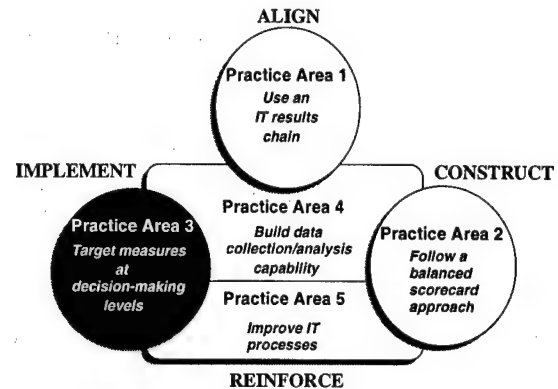 ALIGN
Practice Area 1
Use an
IT results
chain
IMPLEMENT
CONSTRUCT
Practice Area 3
Target measures
at
decision-making
levels
Practice Area 4
Build data
collection/analysis
capability
Practice Area 2
Follow a
balanced
scorecard
approach
Practice Area 5
Improve IT
processes
REINFORCE